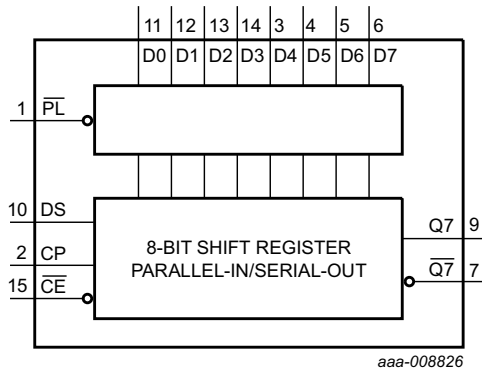 11 12 13 14 3 4 5 6
D0 D1 D2 D3 D4 D5 D6 D7
1 PL
10 DS
8-BIT SHIFT REGISTER
Q7 9
2 CP
PARALLEL-IN/SERIAL-OUT
Q7 7
15 CE
aaa-008826